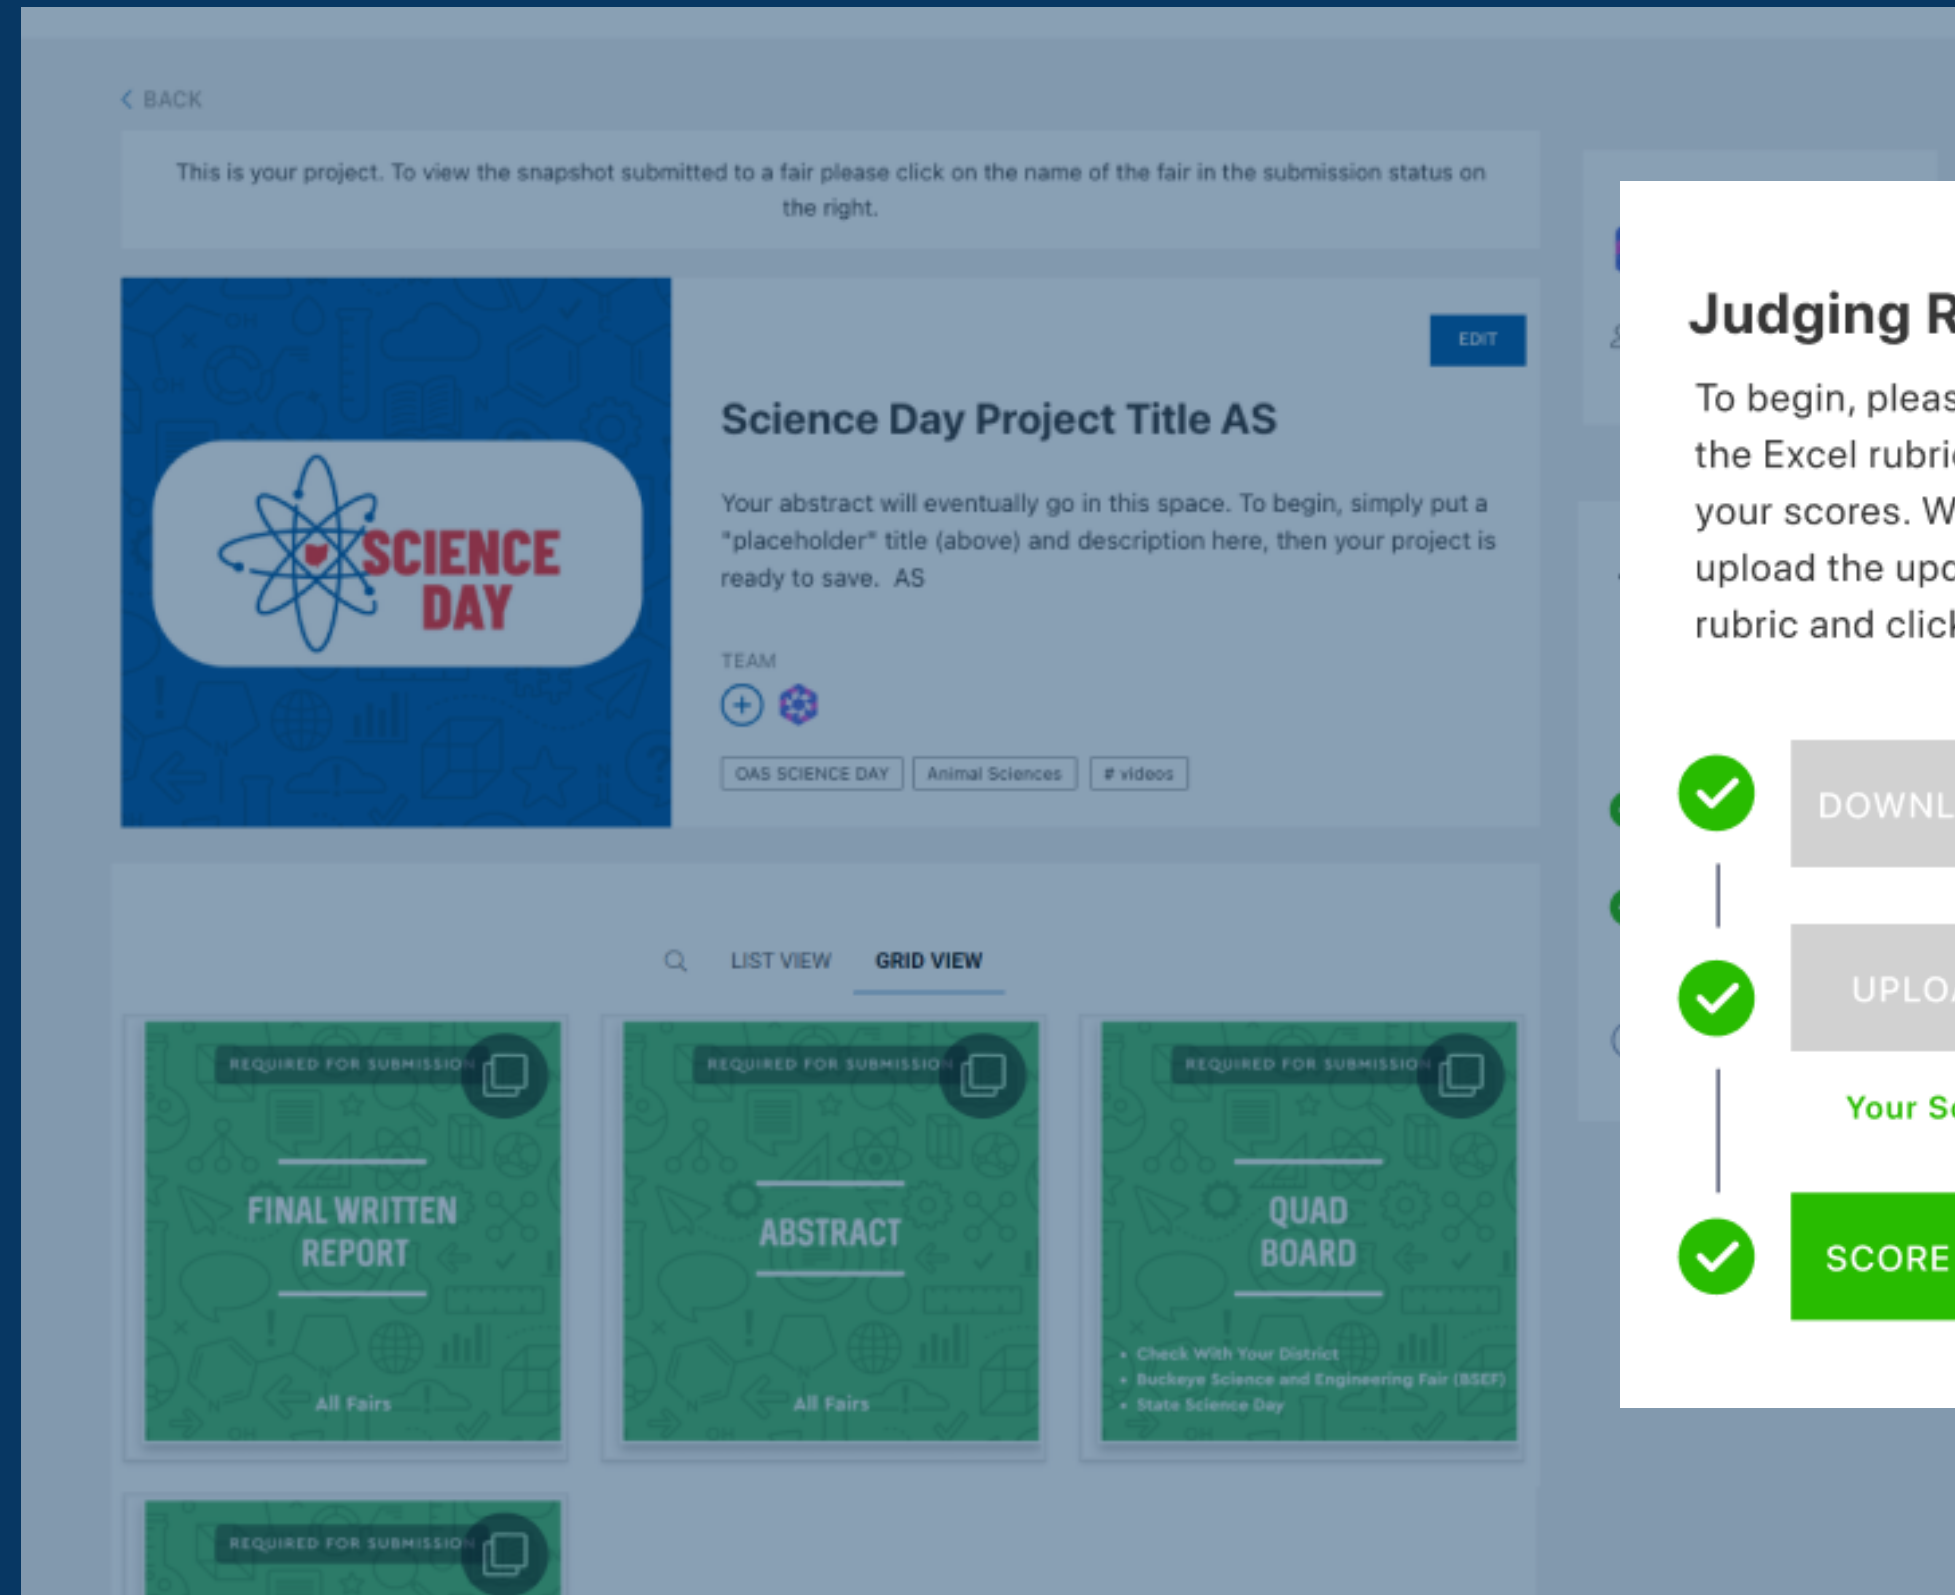 BACK
This is your project. To view the snapshot submitted to a fair please click on the name of the fair in the submission status on
the right.
SCIENCE
DAY
EDIT
Science Day Project Title AS
Your abstract will eventually go in this space. To begin, simply put a
"placeholder" title (above) and description here, then your project is
ready to save. AS
TEAM
OAS SCIENCE DAY
Animal Sciences
# videos
LIST VIEW
GRID VIEW
REQUIRED FOR SUBMISSION
FINAL WRITTEN
REPORT
All Fairs
REQUIRED FOR SUBMISSION
ABSTRACT
All Fairs
REQUIRED FOR SUBMISSION
QUAD
BOARD
• Check With Your District
• Buckeye Science and Engineering Fair (BSEF)
• State Science Day
REQUIRED FOR SUBMISSION
Judging
To begin,
the Excel
your scores.
upload the
rubric and
SCORE
Your